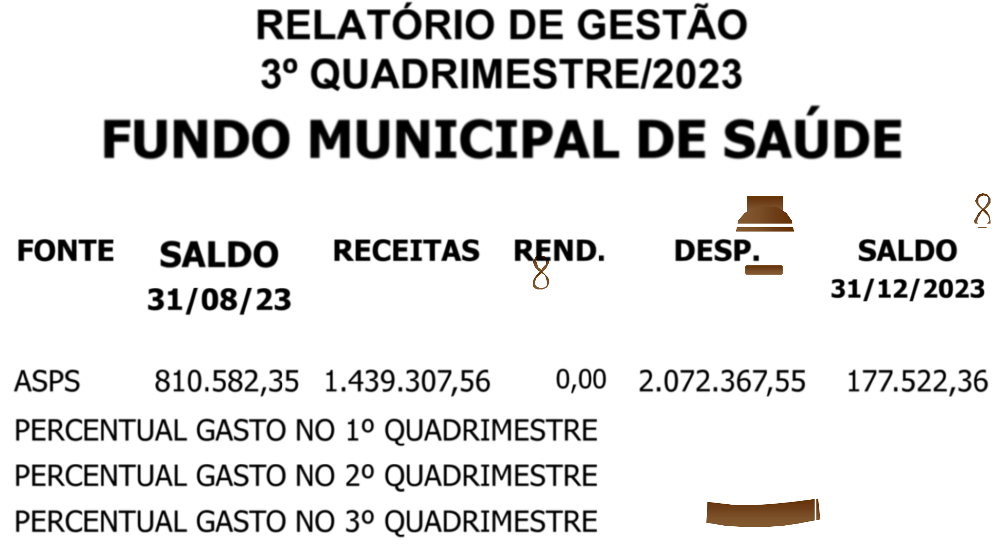 RELATÓRIO DE GESTÃO
3º QUADRIMESTRE/2023
FUNDO MUNICIPAL DE SAÚDE
FONTE SALDO 31/08/23 RECEITAS REND. DESP. SALDO 31/12/2023
ASPS 810.582,35 1.439.307,56 0,00 2.072.367,55 177.522,36
PERCENTUAL GASTO NO 1º QUADRIMESTRE
PERCENTUAL GASTO NO 2º QUADRIMESTRE
PERCENTUAL GASTO NO 3º QUADRIMESTRE